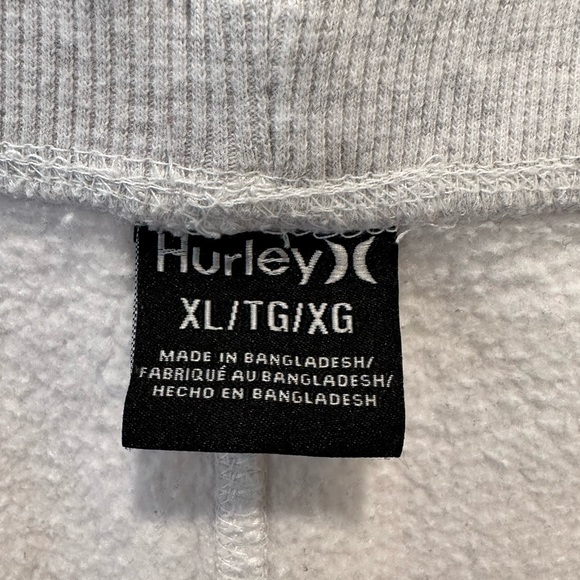 Hurley
XL/TG/XG
MADE IN BANGLADESH/
FABRIQUÉ AU BANGLADESH/
HECHO EN BANGLADESH